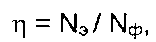 η = Nэ / Nф,